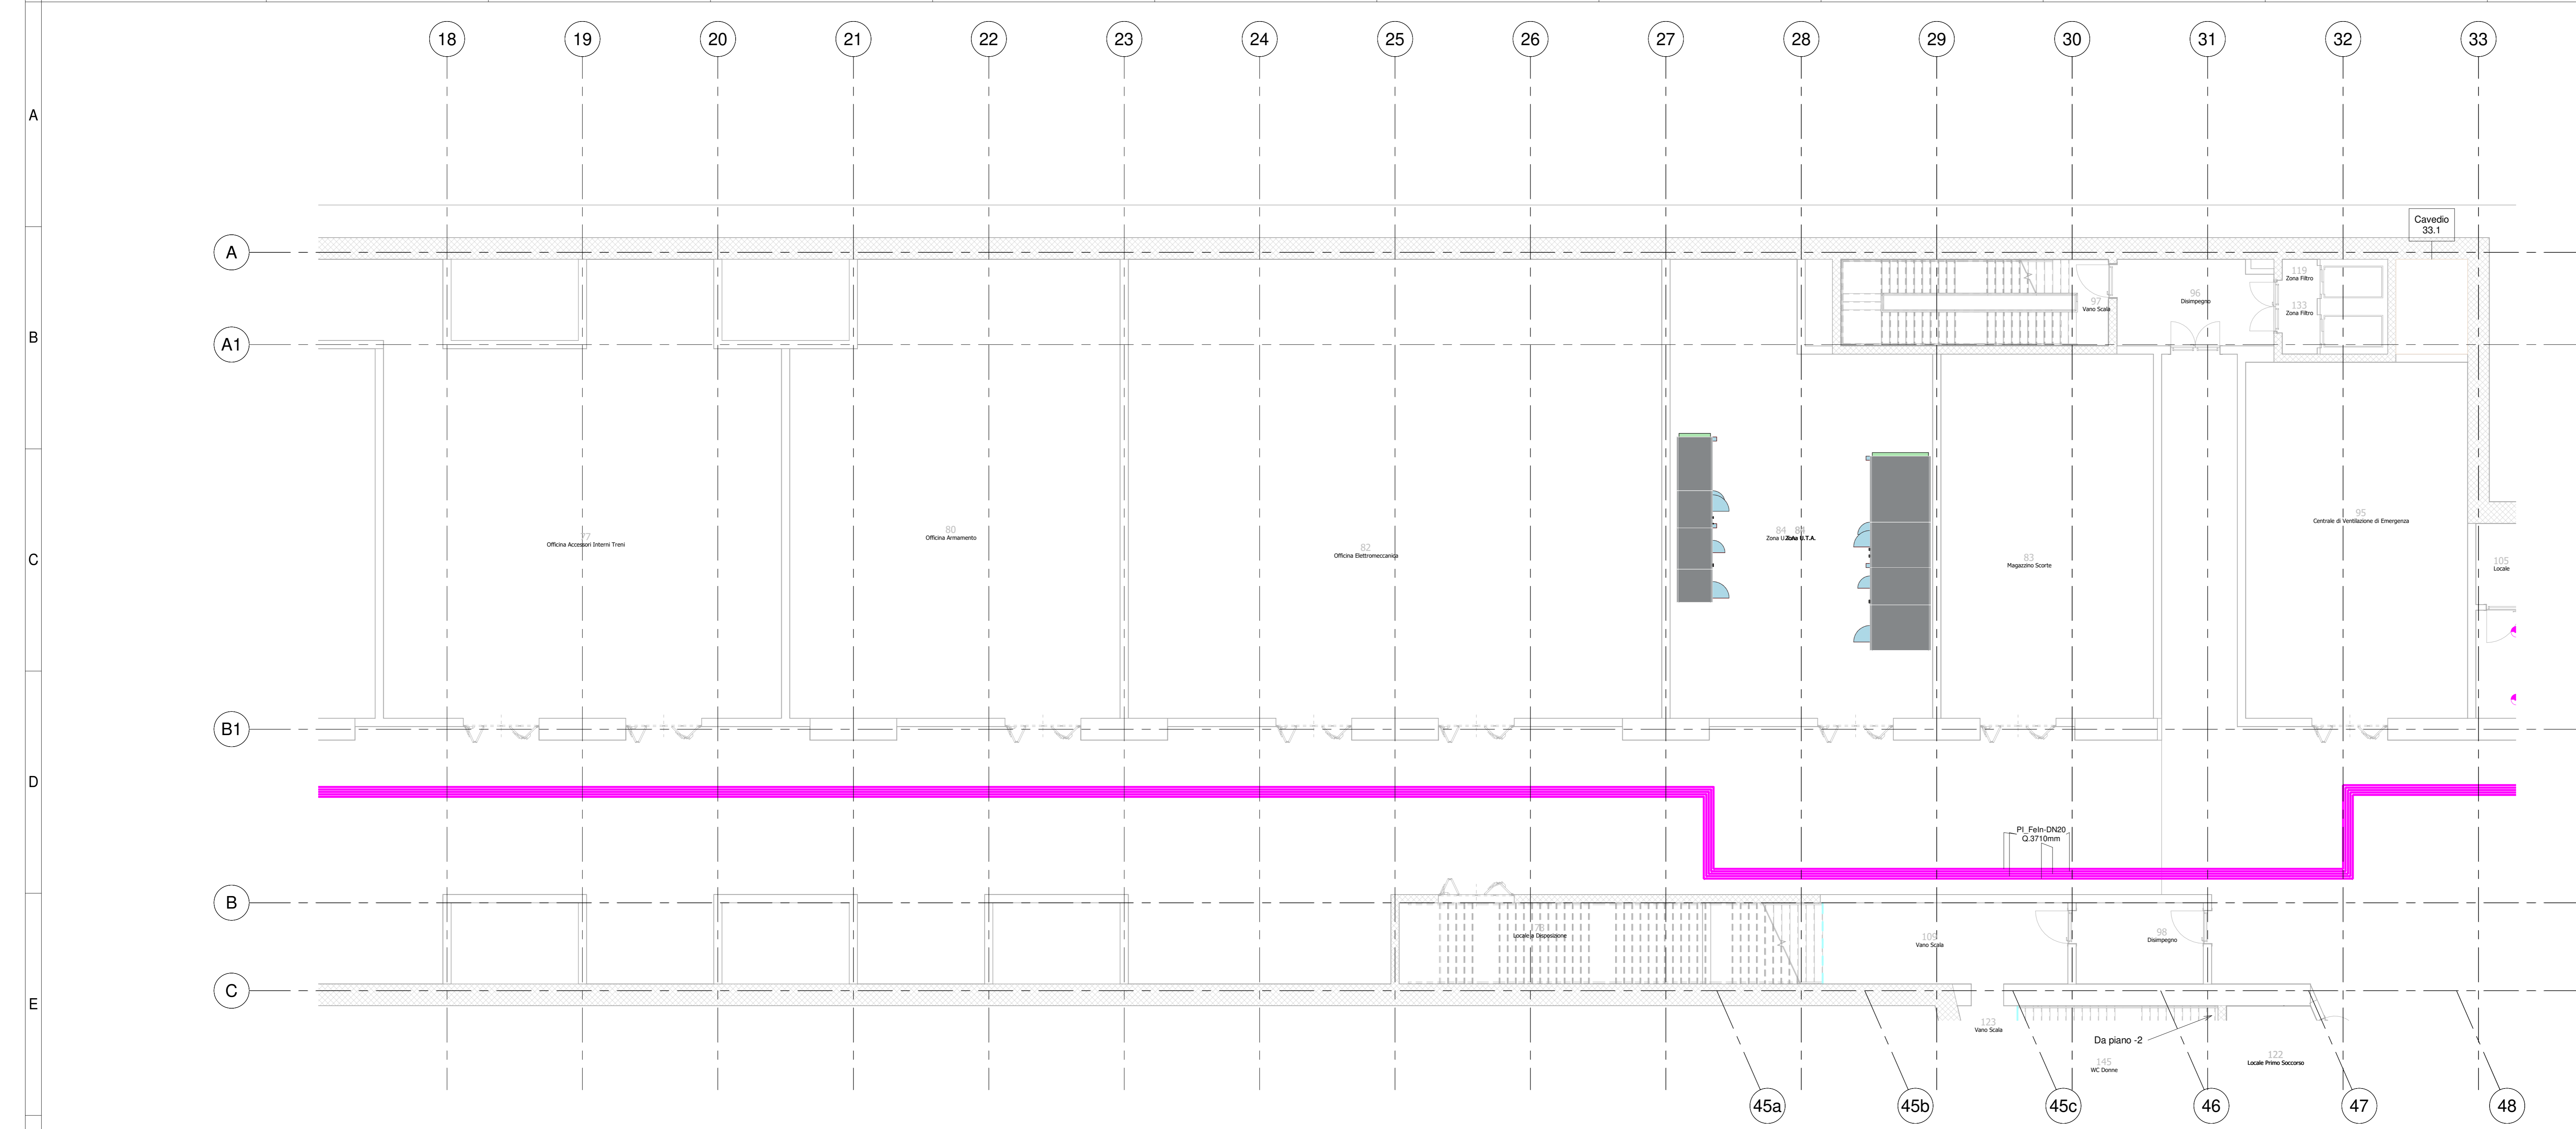 18 19 20 21 22 23 24 25 26 27 28 29 30 31 32 33
A
Cavedio
33.1
A
119
Zona Filtro
96
Disimpegno
97
Vano Scala
133
Zona Filtro
B
A1
95
Centrale di Ventilazione di Emergenza
77
Officina Accessori Interni Treni
80
Officina Armamento
82
Officina Elettromeccanica
84 84
Zona U.T.A.
83
Magazzino Scorte
C
105
Locale
B1
D
PI_FeIn-DN20
Q.3710mm
B
Locale a Disposizione
109
Vano Scala
98
Disimpegno
C
E
123
Vano Scala
Da piano -2
145
WC Donne
122
Locale Primo Soccorso
45a 45b 45c 46 47 48